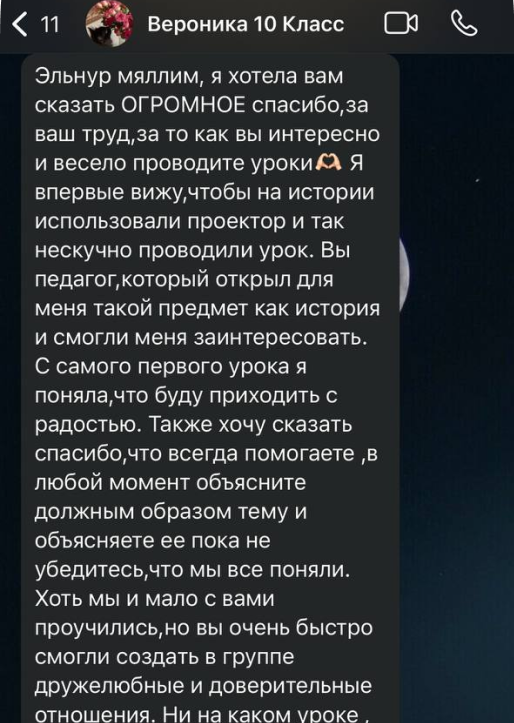 11
Вероника 10 Класс
Эльнур мяллим, я хотела вам
сказать ОГРОМНОЕ спасибо,за
ваш труд,за то как вы интересно
и весело проводите уроки🫶🏻 Я
впервые вижу,чтобы на истории
использовали проектор и так
нескучно проводили урок. Вы
педагог,который открыл для
меня такой предмет как история
и смогли меня заинтересовать.
С самого первого урока я
поняла,что буду приходить с
радостью. Также хочу сказать
спасибо,что всегда помогаете ,в
любой момент объясните
должным образом тему и
объясняете ее пока не
убедитесь,что мы все поняли.
Хоть мы и мало с вами
проучились,но вы очень быстро
смогли создать в группе
дружелюбные и доверительные
отношения. Ни на каком уроке ,